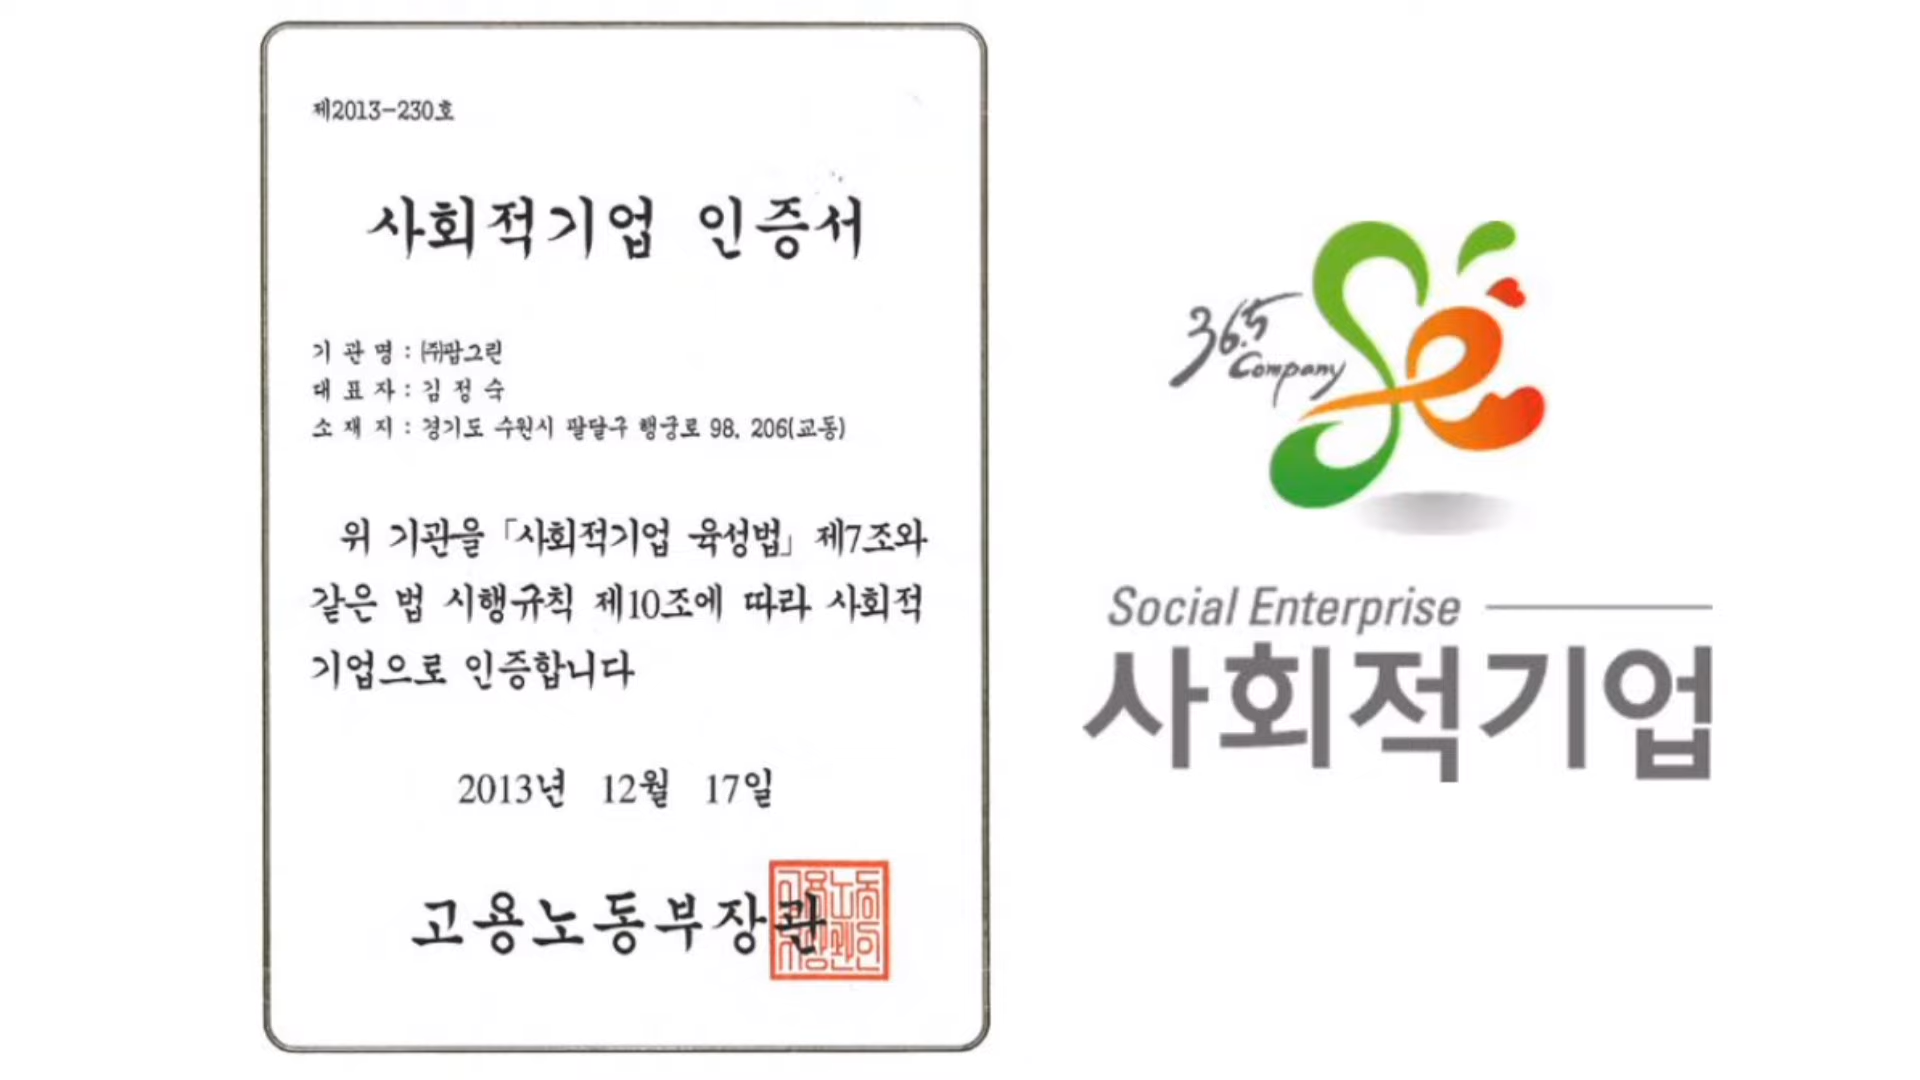 제2013-230호
사회적기업 인증서
기 관 명 : ㈜팝그린
대 표 자 : 김 정 숙
소 재 지 : 경기도 수원시 팔달구 행궁로 98, 206(교동)
위 기관을 「사회적기업 육성법」 제7조와
같은 법 시행규칙 제10조에 따라 사회적
기업으로 인증합니다
2013년 12월 17일
고용노동부장관
36.5
Company
Social Enterprise
사회적기업